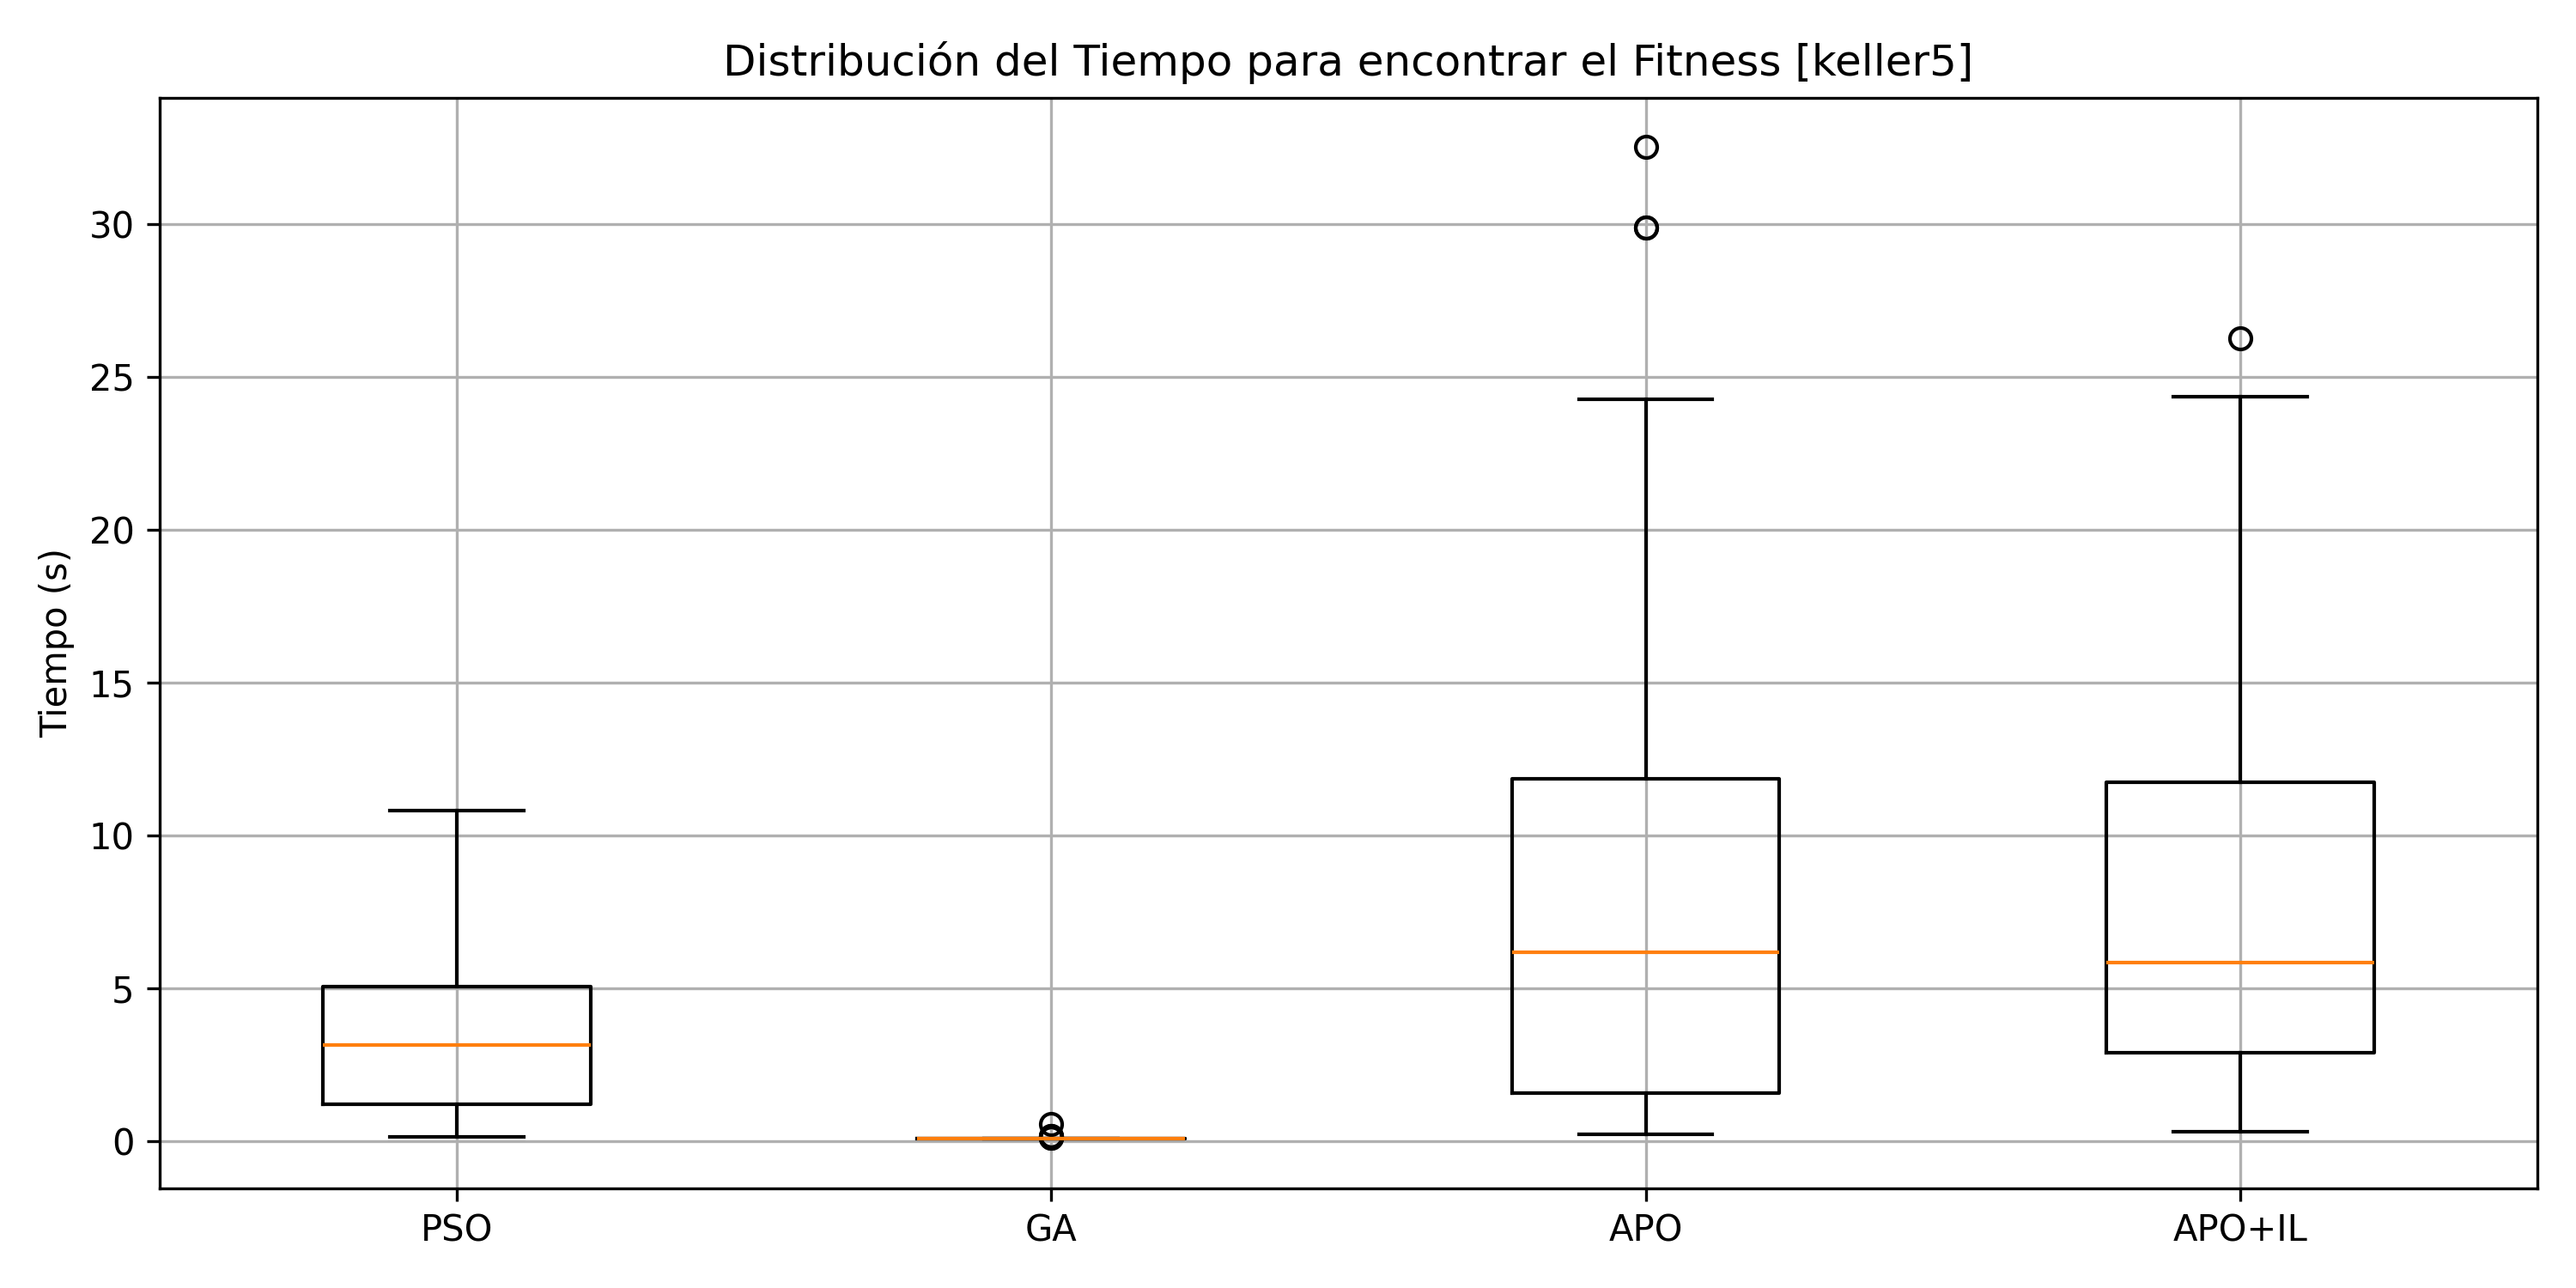 Distribución del Tiempo para encontrar el Fitness [keller5]
Tiempo (s)
30
25
20
15
10
5
0
PSO
GA
APO
APO+IL